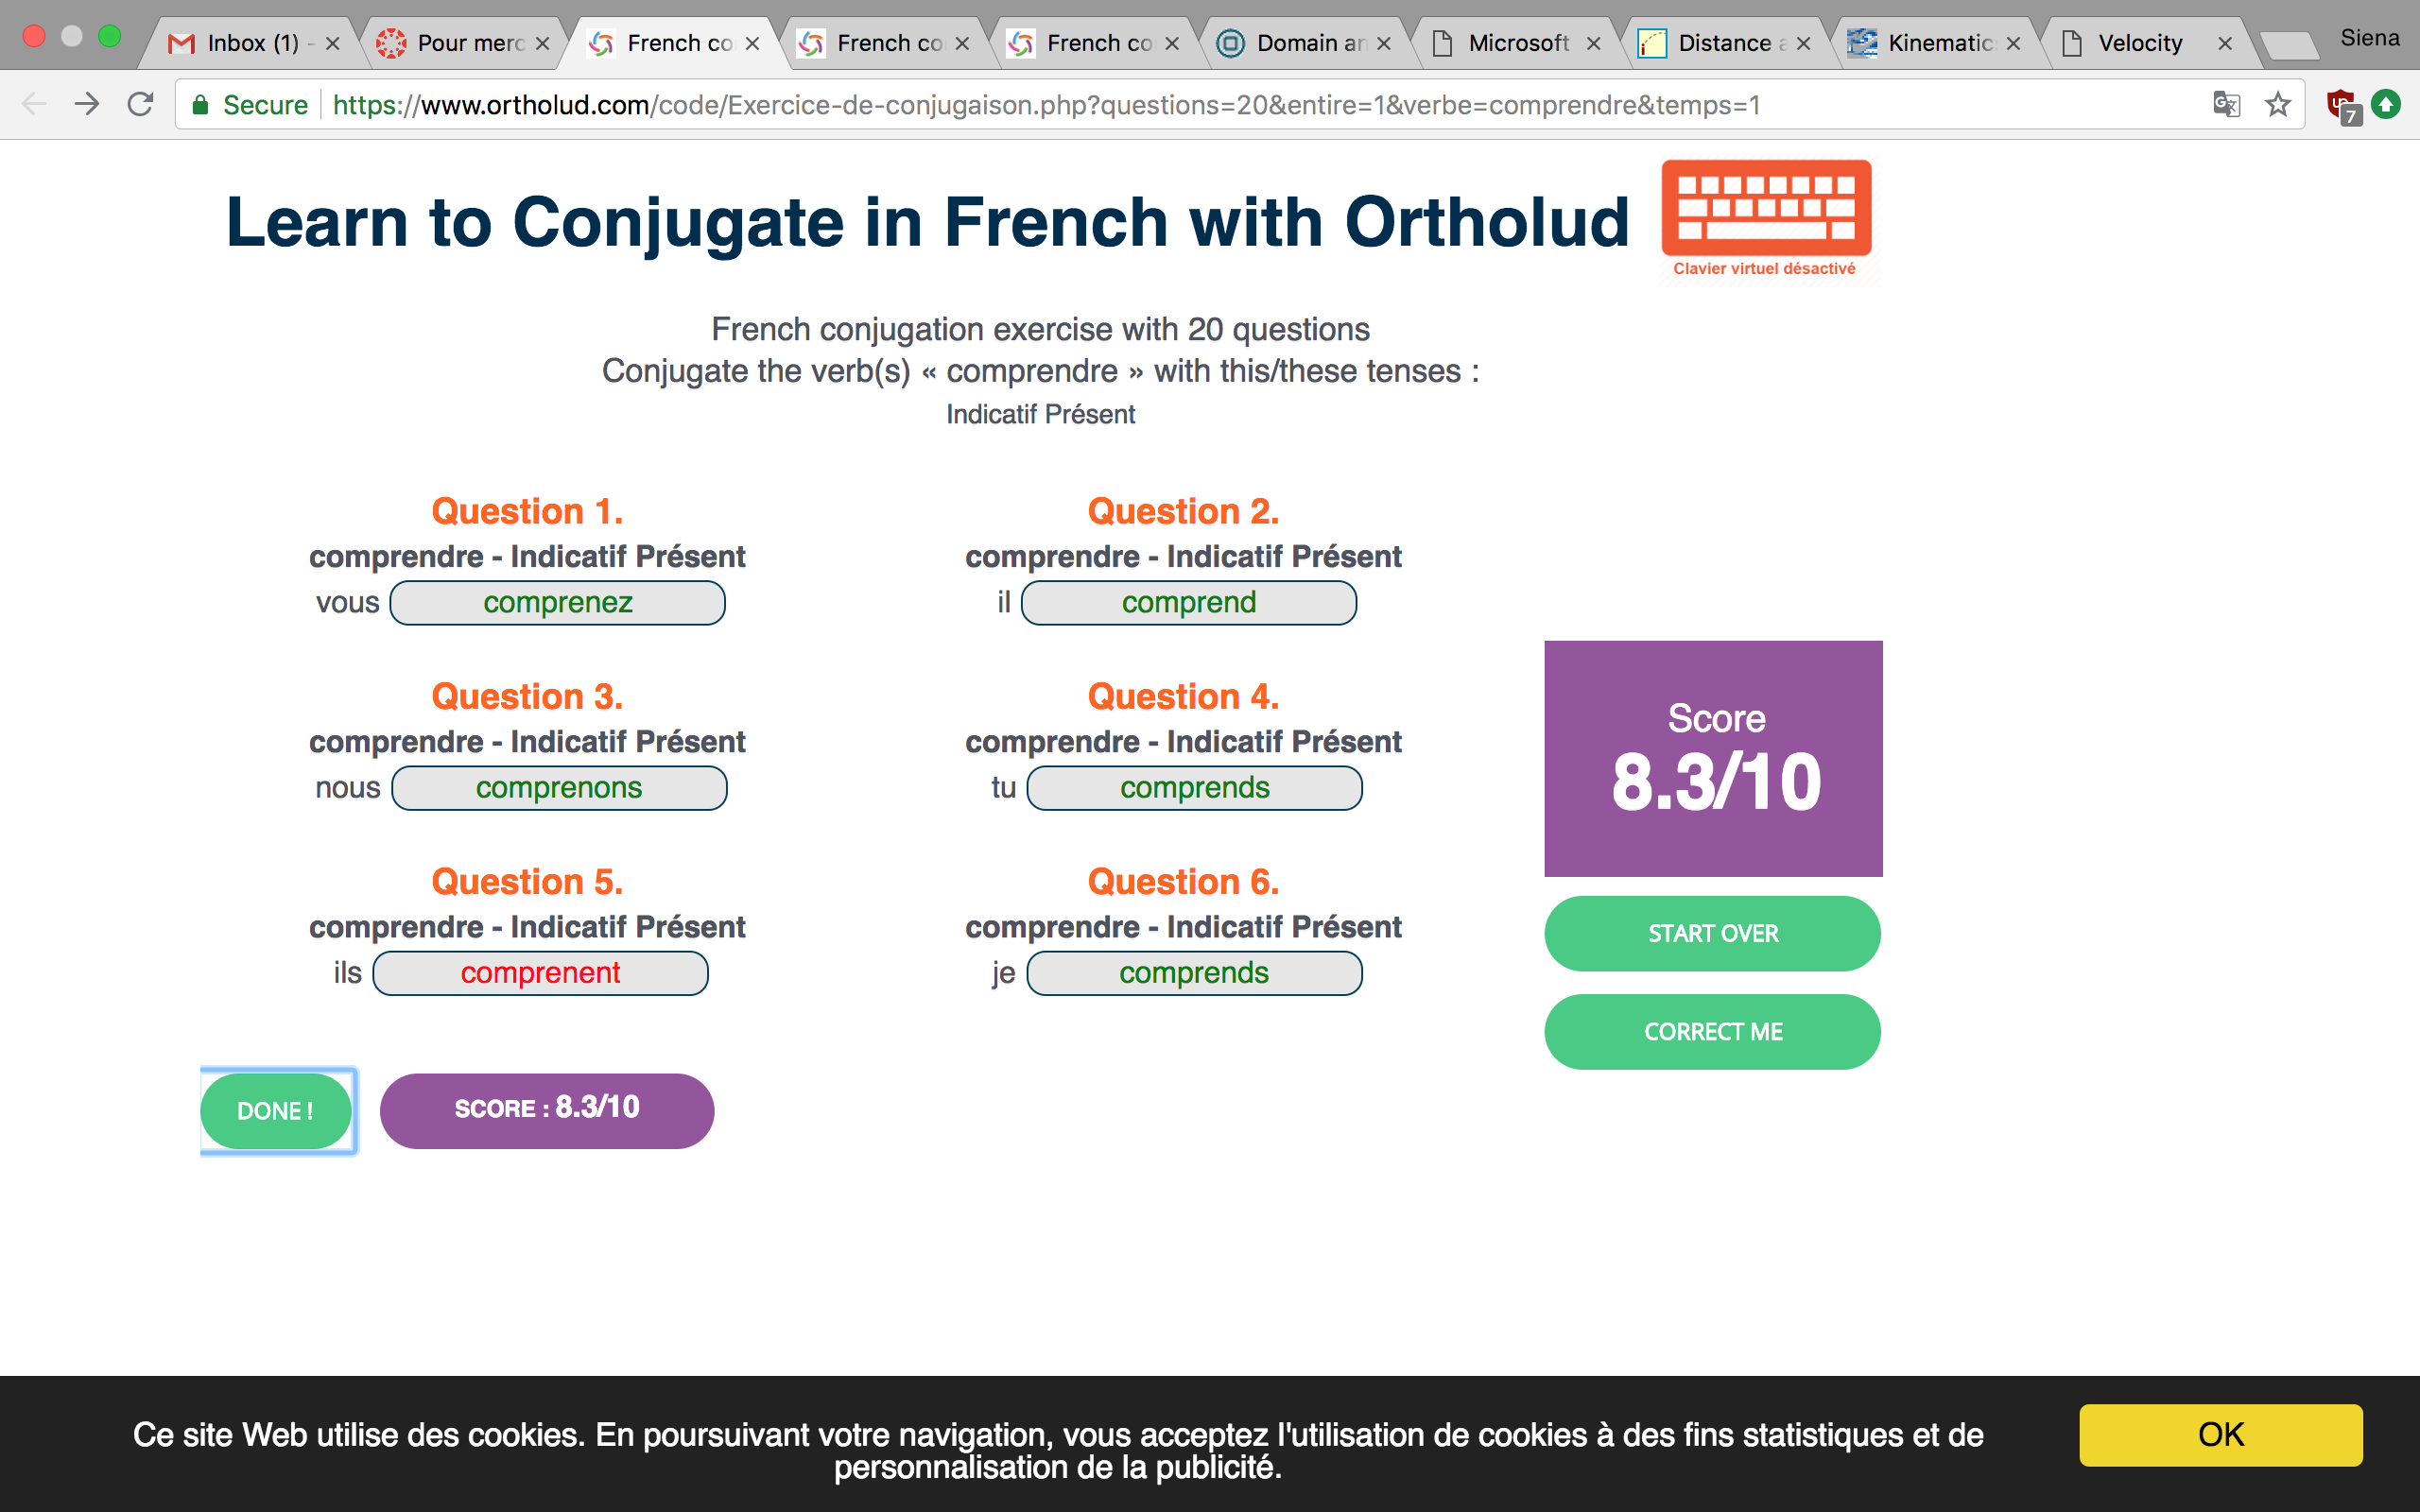 Inbox (1) -
Pour merc
French co
French co
French co
Domain an
Microsoft
Distance a
Kinematic
Velocity
Siena
Secure https://www.ortholud.com/code/Exercice-de-conjugaison.php?questions=20&entire=1&verbe=comprendre&temps=1
7
Learn to Conjugate in French with Ortholud
Clavier virtuel désactivé
French conjugation exercise with 20 questions
Conjugate the verb(s) « comprendre » with this/these tenses :
Indicatif Présent
Question 1.
comprendre - Indicatif Présent
vous comprenez
Question 2.
comprendre - Indicatif Présent
il comprend
Question 3.
comprendre - Indicatif Présent
nous comprenons
Question 4.
comprendre - Indicatif Présent
tu comprends
Question 5.
comprendre - Indicatif Présent
ils comprenent
Question 6.
comprendre - Indicatif Présent
je comprends
Score
8.3/10
START OVER
CORRECT ME
DONE !
SCORE : 8.3/10
Ce site Web utilise des cookies. En poursuivant votre navigation, vous acceptez l'utilisation de cookies à des fins statistiques et de
personnalisation de la publicité.
OK